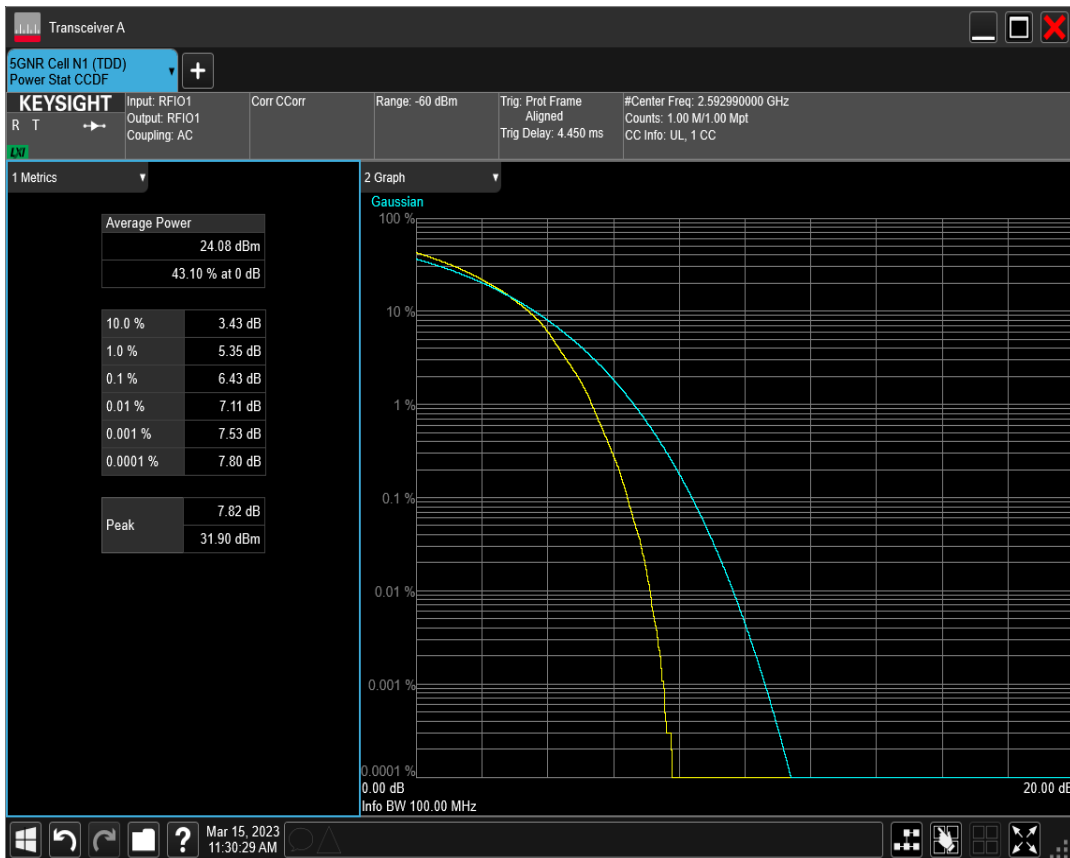 Transceiver A
5GNR Cell N1 (TDD)
Power Stat CCDF
+
KEYSIGHT
R T
LXI
Input: RFIO1
Output: RFIO1
Coupling: AC
Corr CCorr
Range: -60 dBm
Trig: Prot Frame
Aligned
Trig Delay: 4.450 ms
#Center Freq: 2.592990000 GHz
Counts: 1.00 M/1.00 Mpt
CC Info: UL, 1 CC
1 Metrics
Average Power
24.08 dBm
43.10 % at 0 dB
10.0 % 3.43 dB
1.0 % 5.35 dB
0.1 % 6.43 dB
0.01 % 7.11 dB
0.001 % 7.53 dB
0.0001 % 7.80 dB
Peak 7.82 dB
31.90 dBm
2 Graph
Gaussian
100 %
10 %
1 %
0.1 %
0.01 %
0.001 %
0.0001 %
0.00 dB 20.00 dB
Info BW 100.00 MHz
?
Mar 15, 2023
11:30:29 AM